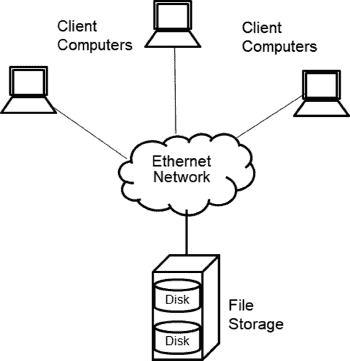 Client
Computers
Client
Computers
Ethernet
Network
Disk
Disk
File
Storage